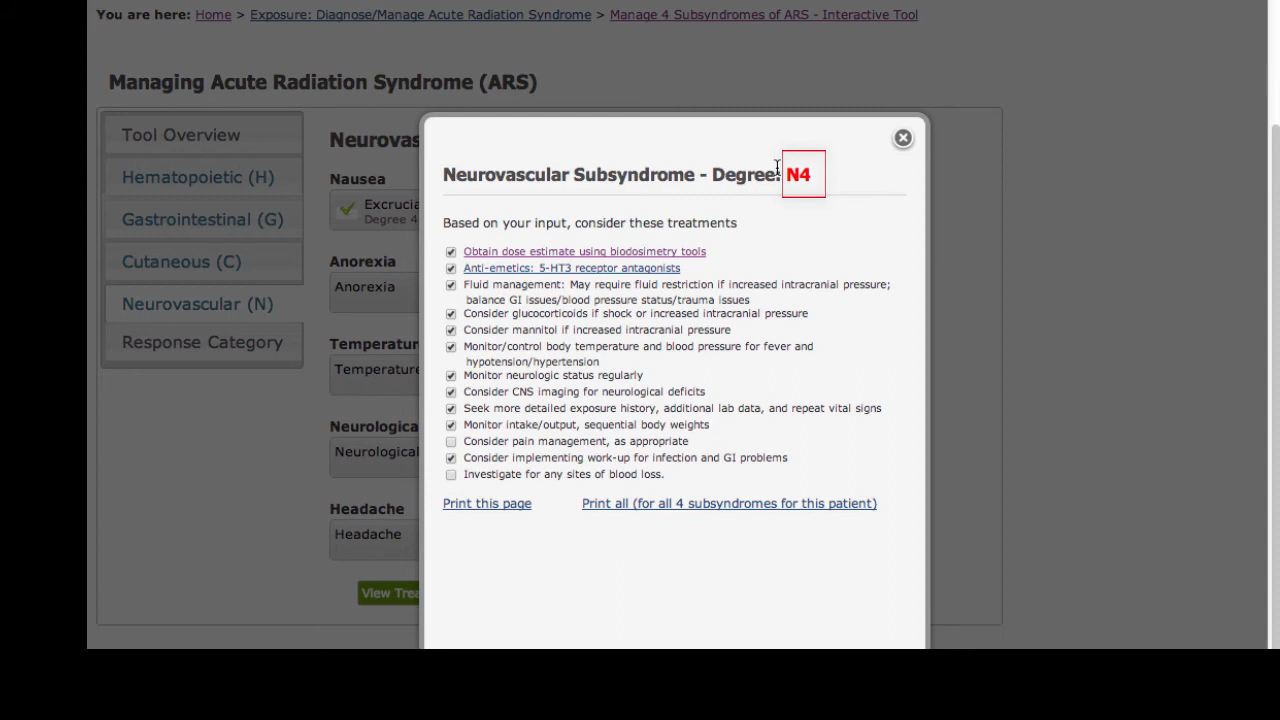 You are here: Home > Exposure: Diagnose/Manage Acute Radiation Syndrome > Manage 4 Subsyndromes of ARS - Interactive Tool
Managing Acute Radiation Syndrome (ARS)
Tool Overview
Hematopoietic (H)
Gastrointestinal (G)
Cutaneous (C)
Neurovascular (N)
Response Category
Neurovas
Nausea
Excrucia
Degree 4
Anorexia
Anorexia
Temperatur
Temperature
Neurologica
Neurological
Headache
Headache
View Trea
Neurovascular Subsyndrome - Degree: N4
Based on your input, consider these treatments
Obtain dose estimate using biodosimetry tools
Anti-emetics: 5-HT3 receptor antagonists
Fluid management: May require fluid restriction if increased intracranial pressure;
balance GI issues/blood pressure status/trauma issues
Consider glucocorticoids if shock or increased intracranial pressure
Consider mannitol if increased intracranial pressure
Monitor/control body temperature and blood pressure for fever and
hypotension/hypertension
Monitor neurologic status regularly
Consider CNS imaging for neurological deficits
Seek more detailed exposure history, additional lab data, and repeat vital signs
Monitor intake/output, sequential body weights
Consider pain management, as appropriate
Consider implementing work-up for infection and GI problems
Investigate for any sites of blood loss.
Print this page
Print all (for all 4 subsyndromes for this patient)